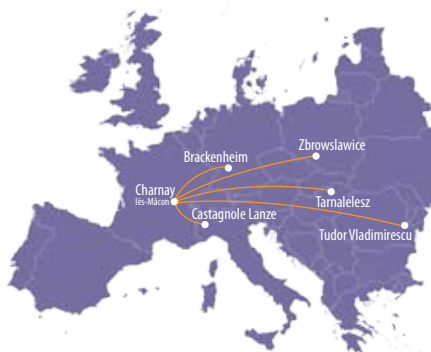 Zbrowslawice
Brackenheim
Charnay
lès-Mâcon
Tarnalelesz
Castagnole Lanze
Tudor Vladimirescu